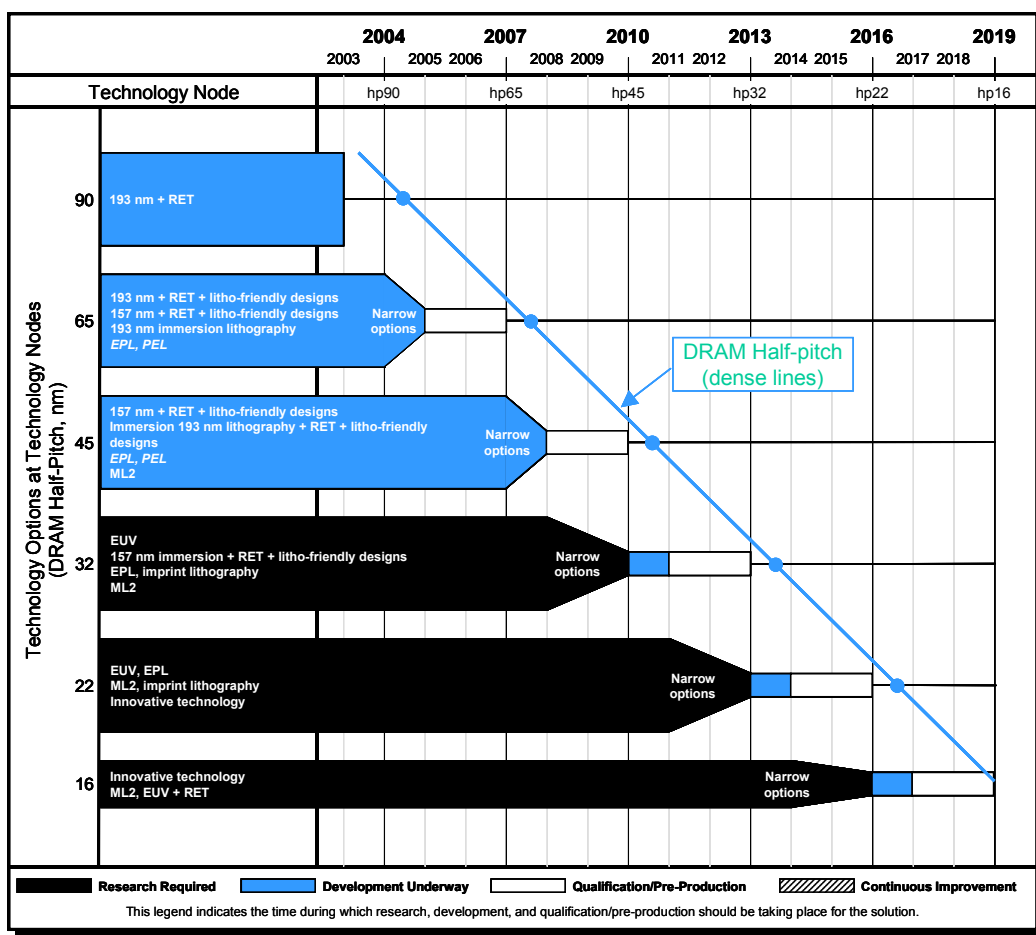 2004 2007 2010 2013 2016 2019
2003 2005 2006 2008 2009 2011 2012 2014 2015 2017 2018
Technology Node hp90 hp65 hp45 hp32 hp22 hp16
Technology Options at Technology Nodes
(DRAM Half-Pitch, nm)
90
193 nm + RET
65
193 nm + RET + litho-friendly designs
157 nm + RET + litho-friendly designs
193 nm immersion lithography
EPL, PEL
Narrow
options
DRAM Half-pitch
(dense lines)
45
157 nm + RET + litho-friendly designs
Immersion 193 nm lithography + RET + litho-friendly
designs
EPL, PEL
ML2
Narrow
options
32
EUV
157 nm immersion + RET + litho-friendly designs
EPL, imprint lithography
ML2
Narrow
options
22
EUV, EPL
ML2, imprint lithography
Innovative technology
Narrow
options
16
Innovative technology
ML2, EUV + RET
Narrow
options
Research Required Development Underway Qualification/Pre-Production Continuous Improvement
This legend indicates the time during which research, development, and qualification/pre-production should be taking place for the solution.